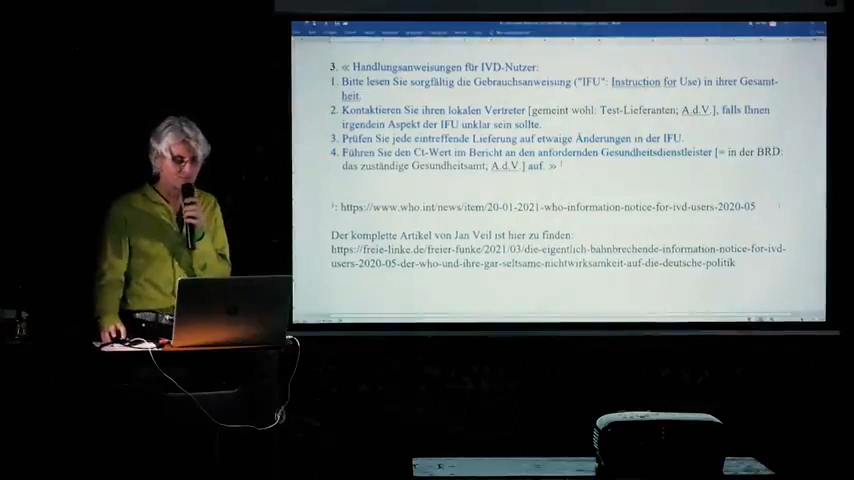 3. « Handlungsanweisungen für IVD-Nutzer:
1. Bitte lesen Sie sorgfältig die Gebrauchsanweisung ("IFU": Instruction for Use) in ihrer Gesamt-
heit.
2. Kontaktieren Sie ihren lokalen Vertreter [gemeint wohl: Test-Lieferanten; A.d.V.], falls Ihnen
irgendein Aspekt der IFU unklar sein sollte.
3. Prüfen Sie jede eintreffende Lieferung auf etwaige Änderungen in der IFU.
4. Führen Sie den Ct-Wert im Bericht an den anfordernden Gesundheitsdienstleister [= in der BRD:
das zuständige Gesundheitsamt; A.d.V.] auf. » 1
1: https://www.who.int/news/item/20-01-2021-who-information-notice-for-ivd-users-2020-05
Der komplette Artikel von Jan Veil ist hier zu finden:
https://freie-linke.de/freier-funke/2021/03/die-eigentlich-bahnbrechende-information-notice-for-ivd-
users-2020-05-der-who-und-ihre-gar-seltsame-nichtwirksamkeit-auf-die-deutsche-politik